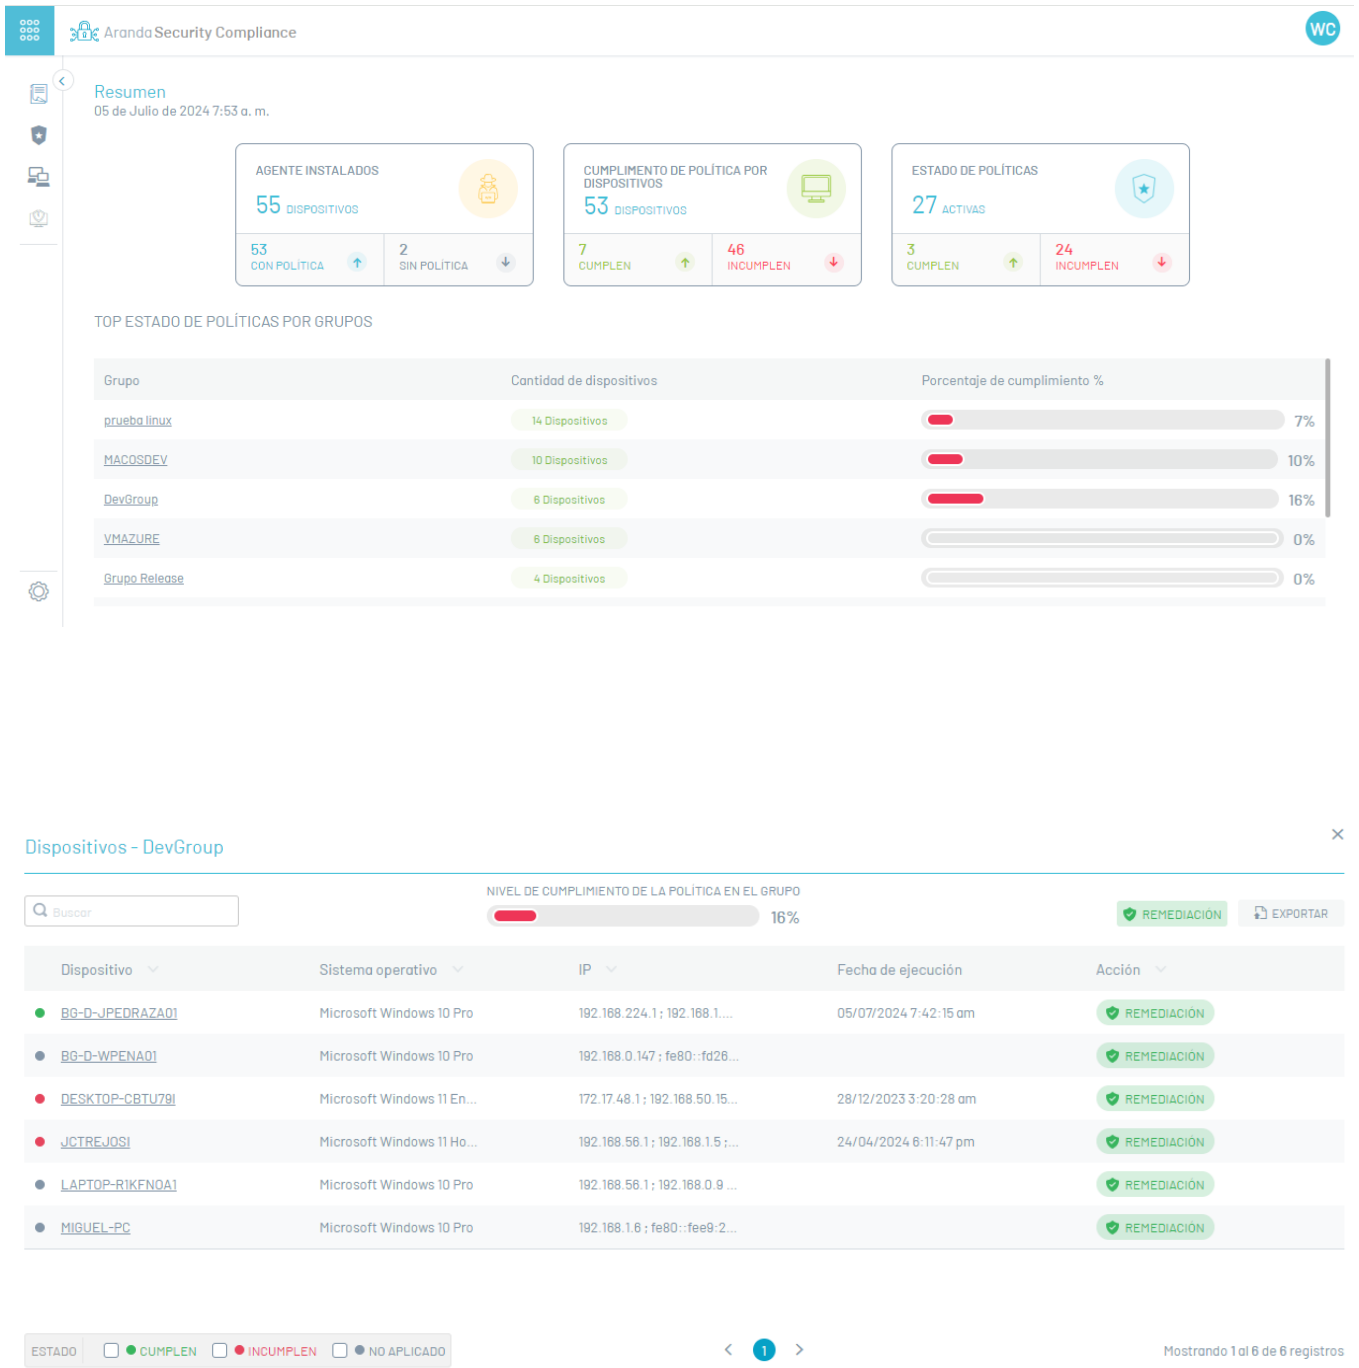 Aranda Security Compliance
WC
Resumen
05 de Julio de 2024 7:53 a. m.
AGENTE INSTALADOS
55 DISPOSITIVOS
53
CON POLÍTICA
2
SIN POLÍTICA
CUMPLIMENTO DE POLÍTICA POR
DISPOSITIVOS
53 DISPOSITIVOS
7
CUMPLEN
46
INCUMPLEN
ESTADO DE POLÍTICAS
27 ACTIVAS
3
CUMPLEN
24
INCUMPLEN
TOP ESTADO DE POLÍTICAS POR GRUPOS
Grupo Cantidad de dispositivos Porcentaje de cumplimiento %
prueba linux 14 Dispositivos 7%
MACOSDEV 10 Dispositivos 10%
DevGroup 6 Dispositivos 16%
VMAZURE 6 Dispositivos 0%
Grupo Release 4 Dispositivos 0%
Dispositivos - DevGroup
Buscar
NIVEL DE CUMPLIMIENTO DE LA POLÍTICA EN EL GRUPO
16%
REMEDIACIÓN
EXPORTAR
Dispositivo Sistema operativo IP Fecha de ejecución Acción
BG-D-JPEDRAZA01 Microsoft Windows 10 Pro 192.168.224.1 ; 192.168.1.... 05/07/2024 7:42:15 am REMEDIACIÓN
BG-D-WPENA01 Microsoft Windows 10 Pro 192.168.0.147 ; fe80::fd26... REMEDIACIÓN
DESKTOP-CBTU79I Microsoft Windows 11 En... 172.17.48.1 ; 192.168.50.15... 28/12/2023 3:20:28 am REMEDIACIÓN
JCTREJOSI Microsoft Windows 11 Ho... 192.168.56.1 ; 192.168.1.5 ;... 24/04/2024 6:11:47 pm REMEDIACIÓN
LAPTOP-R1KFNOA1 Microsoft Windows 10 Pro 192.168.56.1 ; 192.168.0.9 ... REMEDIACIÓN
MIGUEL-PC Microsoft Windows 10 Pro 192.168.1.6 ; fe80::fee9:2... REMEDIACIÓN
ESTADO CUMPLEN INCUMPLEN NO APLICADO
1
Mostrando 1 al 6 de 6 registros